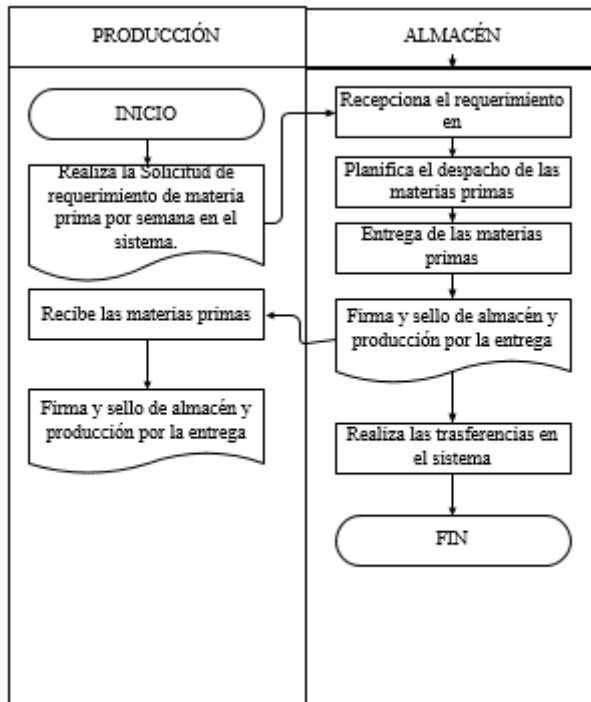 PRODUCCIÓN
ALMACÉN
INICIO
Realiza la Solicitud de
requerimiento de materia
prima por semana en el
sistema.
Recibe las materias primas
Firma y sello de almacén y
producción por la entrega
Recepciona el requerimiento
en
Planifica el despacho de las
materias primas
Entrega de las materias
primas
Firma y sello de almacén y
producción por la entrega
Realiza las trasferencias en
el sistema
FIN